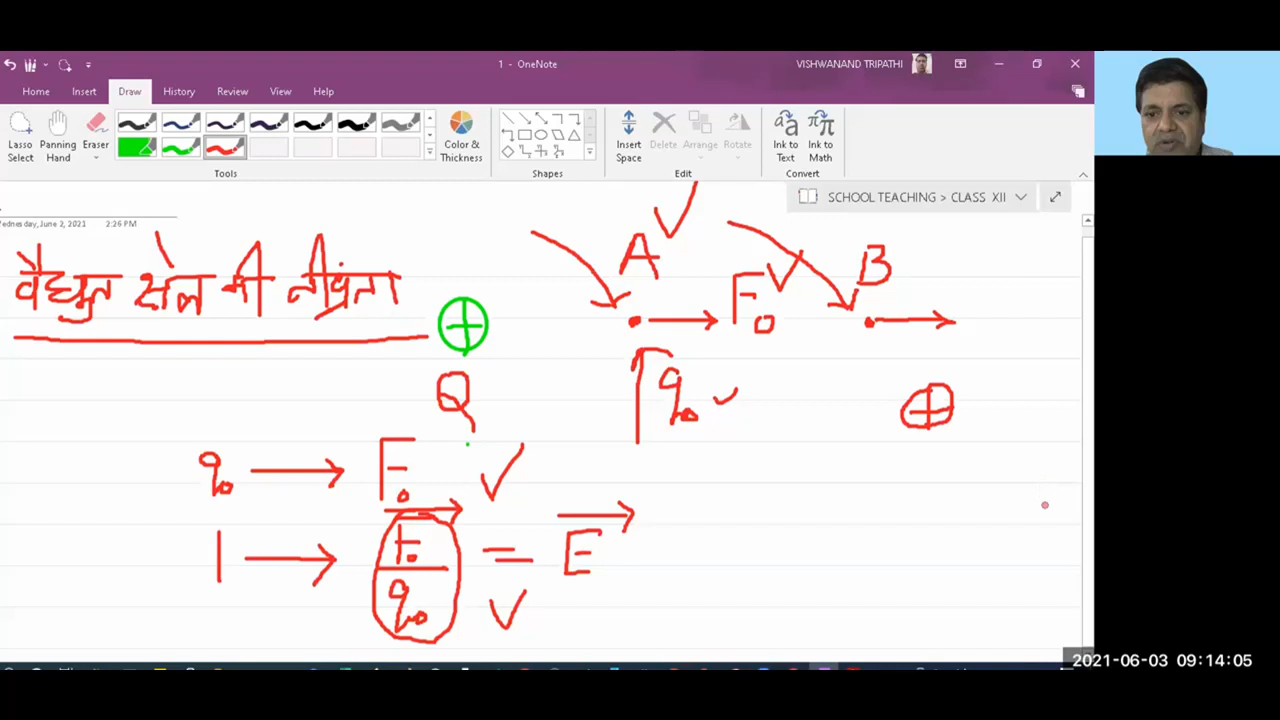 1 - OneNote
VISHWANAND TRIPATHI
Home Insert Draw History Review View Help
Lasso Select
Panning Hand
Eraser
Color & Thickness
Insert Space
Delete
Arrange
Rotate
Ink to Text
Ink to Math
Tools
Shapes
Edit
Convert
SCHOOL TEACHING > CLASS XII
Wednesday, June 2, 2021 2:26 PM
वैद्युत क्षेत्र की तीव्रता
A
B
F₀
Q
q₀
q₀ → F₀
1 → F₀/q₀ = E
2021-06-03 09:14:05